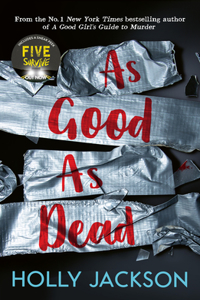 From the No. 1 New York Times bestselling author
of A Good Girl's Guide to Murder
FIVE
SURVIVE
As
Good
As
Dead
HOLLY JACKSON